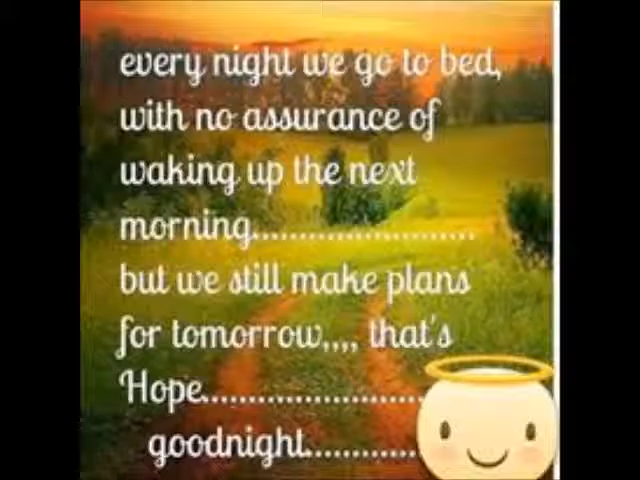 every night we go to bed,
with no assurance of
waking up the next
morning.......................
but we still make plans
for tomorrow,,,, that's
Hope.......................
goodnight............